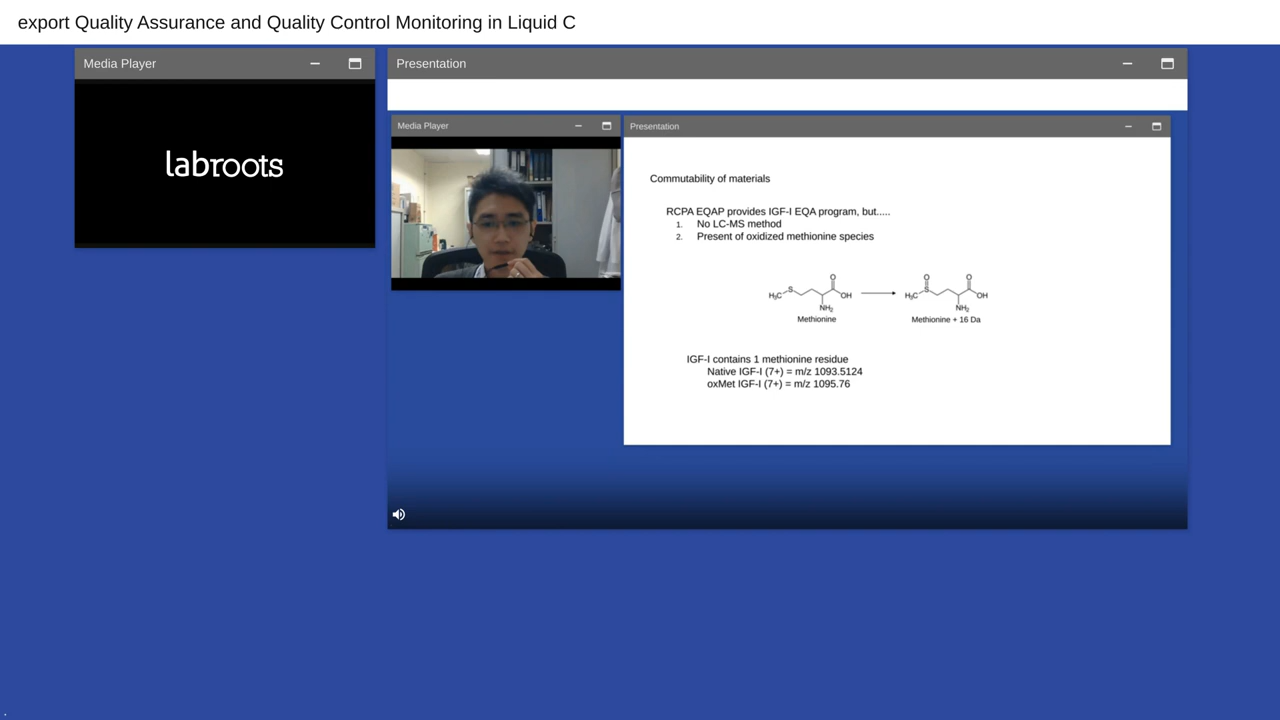 export Quality Assurance and Quality Control Monitoring in Liquid C
Media Player
Presentation
labroots
Media Player
Presentation
Commutability of materials
RCPA EQAP provides IGF-I EQA program, but.....
1. No LC-MS method
2. Present of oxidized methionine species
O
H₃C S OH
NH₂
Methionine
O O
H₃C S OH
NH₂
Methionine + 16 Da
IGF-I contains 1 methionine residue
Native IGF-I (7+) = m/z 1093.5124
oxMet IGF-I (7+) = m/z 1095.76